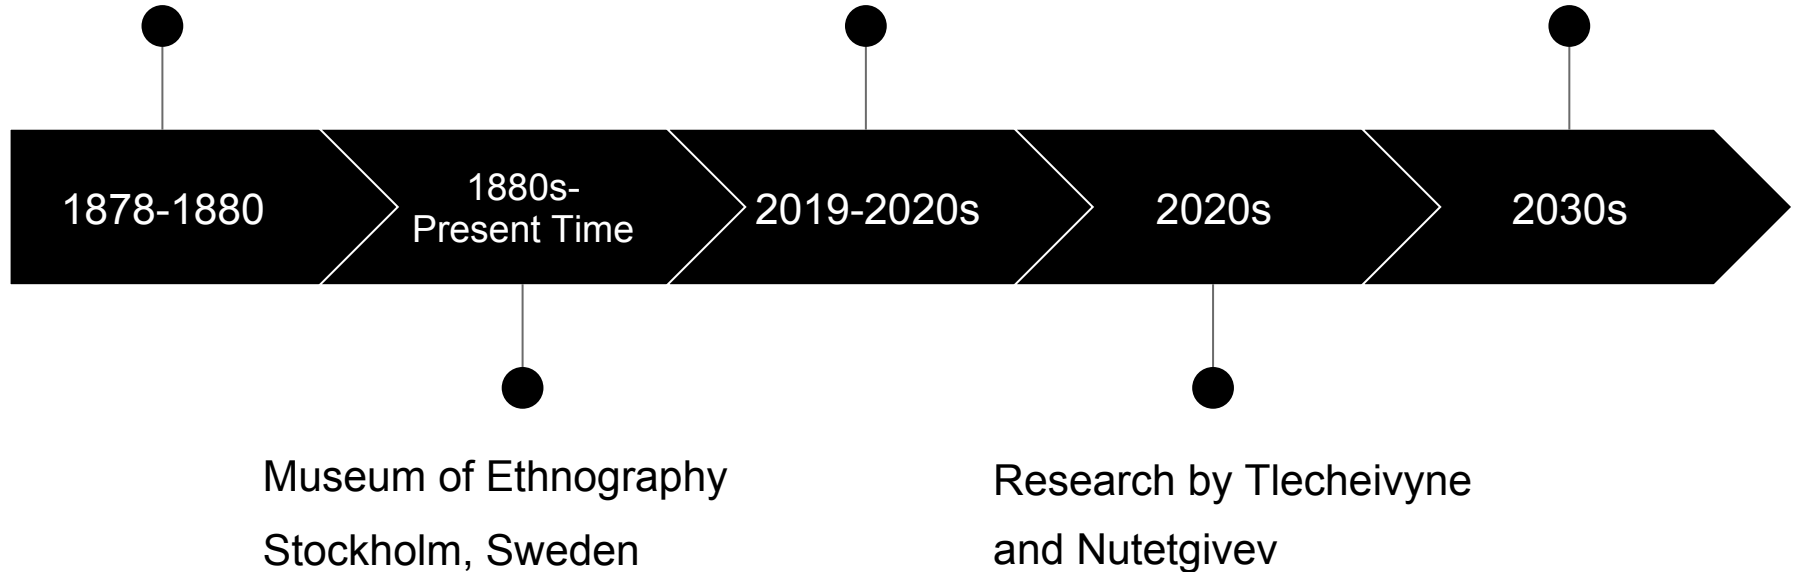 1878-1880
1880s-
Present Time
2019-2020s
2020s
2030s
Museum of Ethnography
Stockholm, Sweden
Research by Tlecheivyne
and Nutetgivev